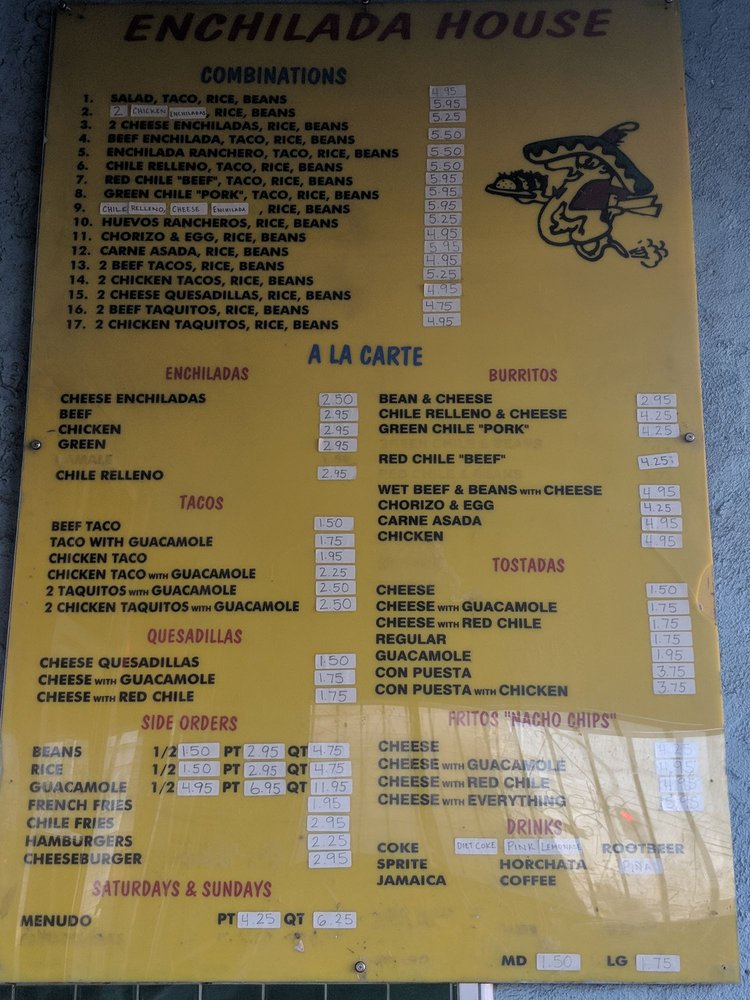 ENCHILADA HOUSE
COMBINATIONS
1. SALAD, TACO, RICE, BEANS 4.95
2. 2 CHICKEN ENCHILADAS, RICE, BEANS 5.95
3. 2 CHEESE ENCHILADAS, RICE, BEANS 5.25
4. BEEF ENCHILADA, TACO, RICE, BEANS 5.50
5. ENCHILADA RANCHERO, TACO, RICE, BEANS 5.50
6. CHILE RELLENO, TACO, RICE, BEANS 5.50
7. RED CHILE "BEEF", TACO, RICE, BEANS 5.95
8. GREEN CHILE "PORK", TACO, RICE, BEANS 5.95
9. CHILE RELLENO, CHEESE ENCHILADA , RICE, BEANS 5.95
10. HUEVOS RANCHEROS, RICE, BEANS 5.25
11. CHORIZO & EGG, RICE, BEANS 4.95
12. CARNE ASADA, RICE, BEANS 5.95
13. 2 BEEF TACOS, RICE, BEANS 4.95
14. 2 CHICKEN TACOS, RICE, BEANS 5.25
15. 2 CHEESE QUESADILLAS, RICE, BEANS 4.95
16. 2 BEEF TAQUITOS, RICE, BEANS 4.75
17. 2 CHICKEN TAQUITOS, RICE, BEANS 4.95
A LA CARTE
ENCHILADAS
CHEESE ENCHILADAS 2.50
BEEF 2.95
CHICKEN 2.95
GREEN 2.95
CHILE RELLENO 2.95
TACOS
BEEF TACO 1.50
TACO WITH GUACAMOLE 1.75
CHICKEN TACO 1.95
CHICKEN TACO WITH GUACAMOLE 2.25
2 TAQUITOS WITH GUACAMOLE 2.50
2 CHICKEN TAQUITOS WITH GUACAMOLE 2.50
QUESADILLAS
CHEESE QUESADILLAS 1.50
CHEESE WITH GUACAMOLE 1.75
CHEESE WITH RED CHILE 1.75
SIDE ORDERS
BEANS 1/2 1.50 PT 2.95 QT 4.75
RICE 1/2 1.50 PT 2.95 QT 4.75
GUACAMOLE 1/2 4.95 PT 6.95 QT 11.95
FRENCH FRIES 1.95
CHILE FRIES 2.95
HAMBURGERS 2.25
CHEESEBURGER 2.95
SATURDAYS & SUNDAYS
MENUDO PT 4.25 QT 6.25
BURRITOS
BEAN & CHEESE 2.95
CHILE RELLENO & CHEESE 4.25
GREEN CHILE "PORK" 4.25
RED CHILE "BEEF" 4.25
WET BEEF & BEANS WITH CHEESE 4.95
CHORIZO & EGG 4.25
CARNE ASADA 4.95
CHICKEN 4.95
TOSTADAS
CHEESE 1.50
CHEESE WITH GUACAMOLE 1.75
CHEESE WITH RED CHILE 1.75
REGULAR 1.75
GUACAMOLE 1.95
CON PUESTA 3.75
CON PUESTA WITH CHICKEN 3.75
FRITOS "NACHO CHIPS"
CHEESE
CHEESE WITH GUACAMOLE
CHEESE WITH RED CHILE
CHEESE WITH EVERYTHING
DRINKS
COKE DIET COKE PINK LEMONADE ROOTBEER
SPRITE HORCHATA PIÑA
JAMAICA COFFEE
MD 1.50 LG 1.75